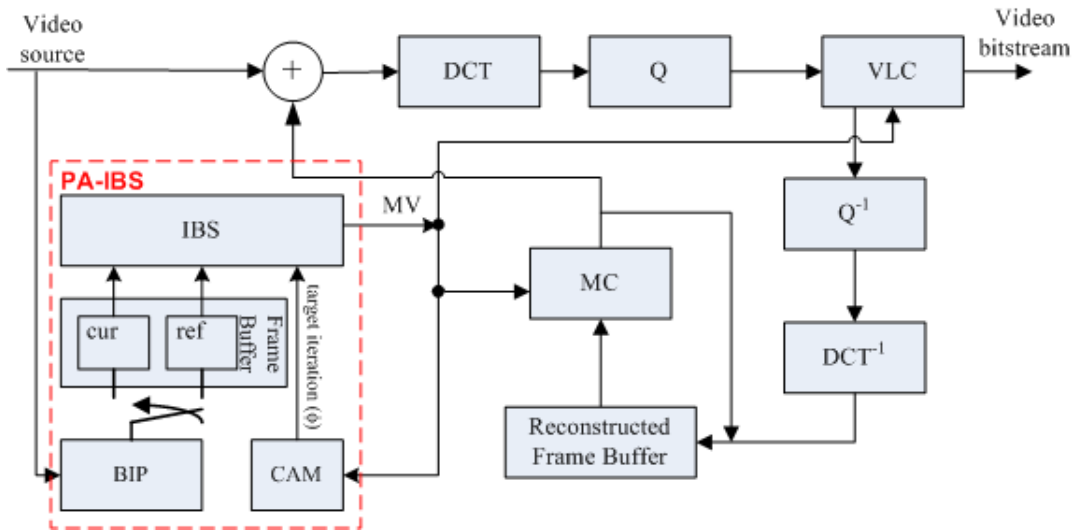 Video
source
Video
bitstream
+
DCT
Q
VLC
PA-IBS
IBS
MV
Q-1
MC
cur
ref
Frame
Buffer
target iteration (ϕ)
DCT-1
Reconstructed
Frame Buffer
BIP
CAM